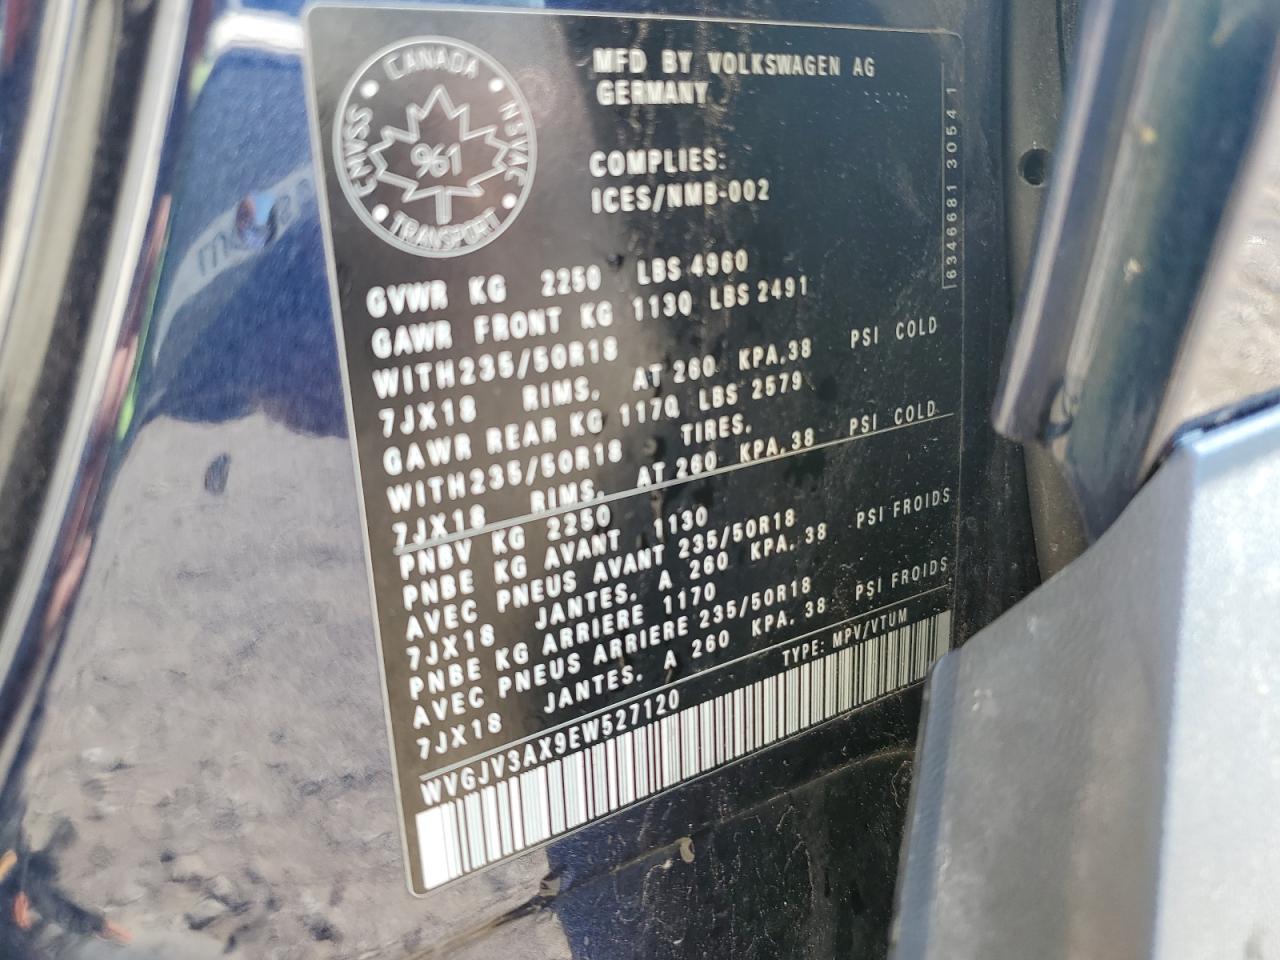 CANADA
CMVSS
NSVAC
961
TRANSPORT
MFD BY VOLKSWAGEN AG
GERMANY
COMPLIES:
ICES/NMB-002
6346681 3054 1
GVWR KG 2250 LBS 4960
GAWR FRONT KG 1130 LBS 2491
WITH235/50R18
7JX18 RIMS. AT 260 KPA.38 PSI COLD
GAWR REAR KG 1170 LBS 2579
WITH235/50R18 TIRES.
7JX18 RIMS. AT 260 KPA.38 PSI COLD
PNBV KG 2250
PNBE KG AVANT 1130
AVEC PNEUS AVANT 235/50R18
7JX18 JANTES. A 260 KPA. 38 PSI FROIDS
PNBE KG ARRIERE 1170
AVEC PNEUS ARRIERE 235/50R18
7JX18 JANTES. A 260 KPA. 38 PSI FROIDS
WVGJV3AX9EW527120 TYPE: MPV/VTUM